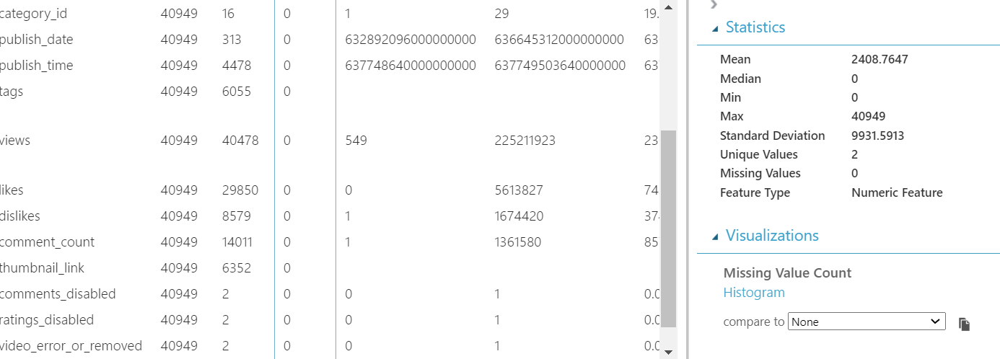 category_id 40949 16 0 1 29 19.
publish_date 40949 313 0 632892096000000000 636645312000000000 63
publish_time 40949 4478 0 637748640000000000 637749503640000000 63
tags 40949 6055 0
views 40949 40478 0 549 225211923 23
likes 40949 29850 0 0 5613827 74
dislikes 40949 8579 0 1 1674420 374
comment_count 40949 14011 0 1 1361580 85
thumbnail_link 40949 6352 0
comments_disabled 40949 2 0 0 1 0.0
ratings_disabled 40949 2 0 0 1 0.0
video_error_or_removed 40949 2 0 0 1 0.0
Statistics
Mean 2408.7647
Median 0
Min 0
Max 40949
Standard Deviation 9931.5913
Unique Values 2
Missing Values 0
Feature Type Numeric Feature
Visualizations
Missing Value Count
Histogram
compare to None